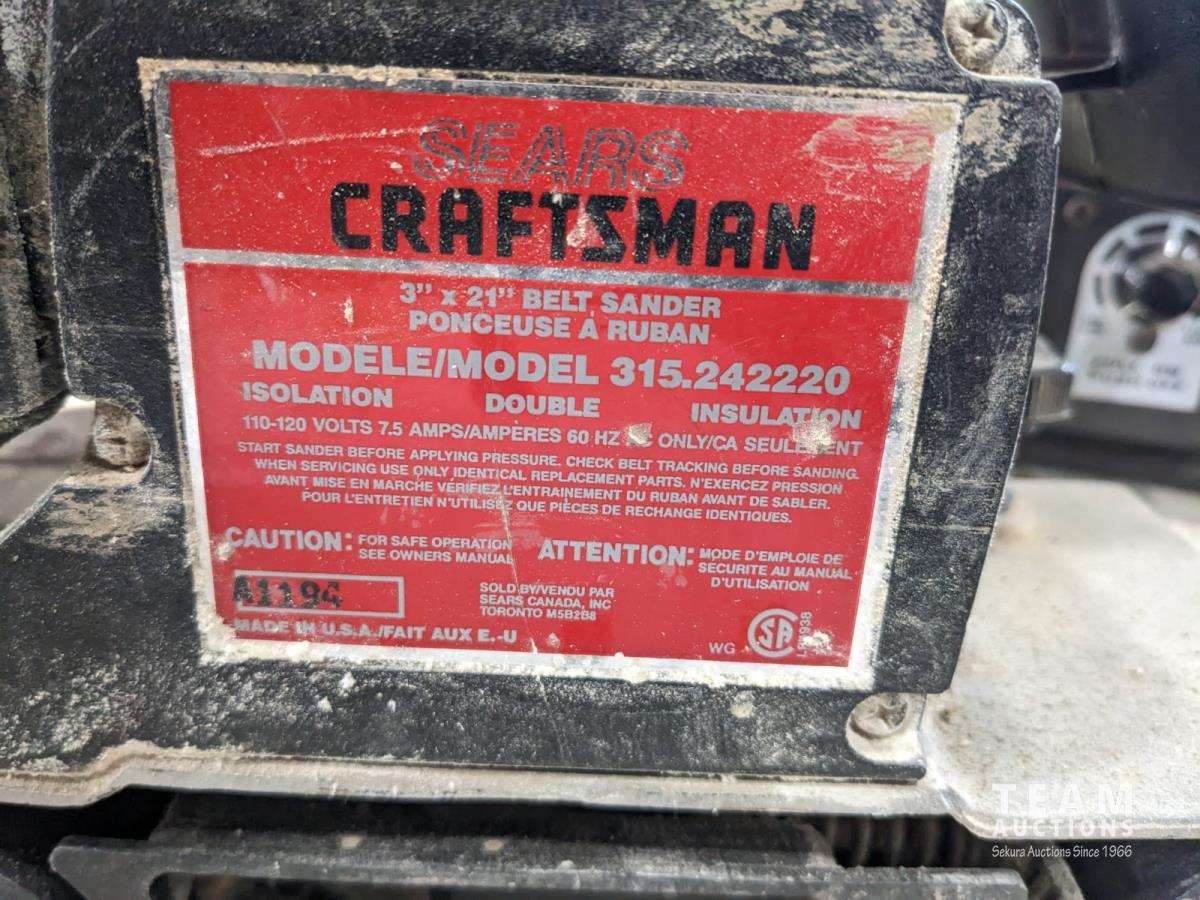 SEARS
CRAFTSMAN
3" x 21" BELT SANDER
PONCEUSE A RUBAN
MODELE/MODEL 315.242220
ISOLATION DOUBLE INSULATION
110-120 VOLTS 7.5 AMPS/AMPÈRES 60 HZ ONLY/CA SEULEMENT
START SANDER BEFORE APPLYING PRESSURE. CHECK BELT TRACKING BEFORE SANDING.
WHEN SERVICING USE ONLY IDENTICAL REPLACEMENT PARTS. N'EXERCEZ PRESSION
AVANT MISE EN MARCHE VÉRIFIEZ L'ENTRAINEMENT DU RUBAN AVANT DE SABLER.
POUR L'ENTRETIEN N'UTILISEZ QUE PIÈCES DE RECHANGE IDENTIQUES.
CAUTION: FOR SAFE OPERATION
SEE OWNERS MANUAL
ATTENTION: MODE D'EMPLOIE DE
SECURITE AU MANUAL
D'UTILISATION
A1194
SOLD BY/VENDU PAR
SEARS CANADA, INC
TORONTO M5B2B8
MADE IN U.S.A./FAIT AUX E.-U
WG SA
TEAM
AUCTIONS
Sekura Auctions Since 1966